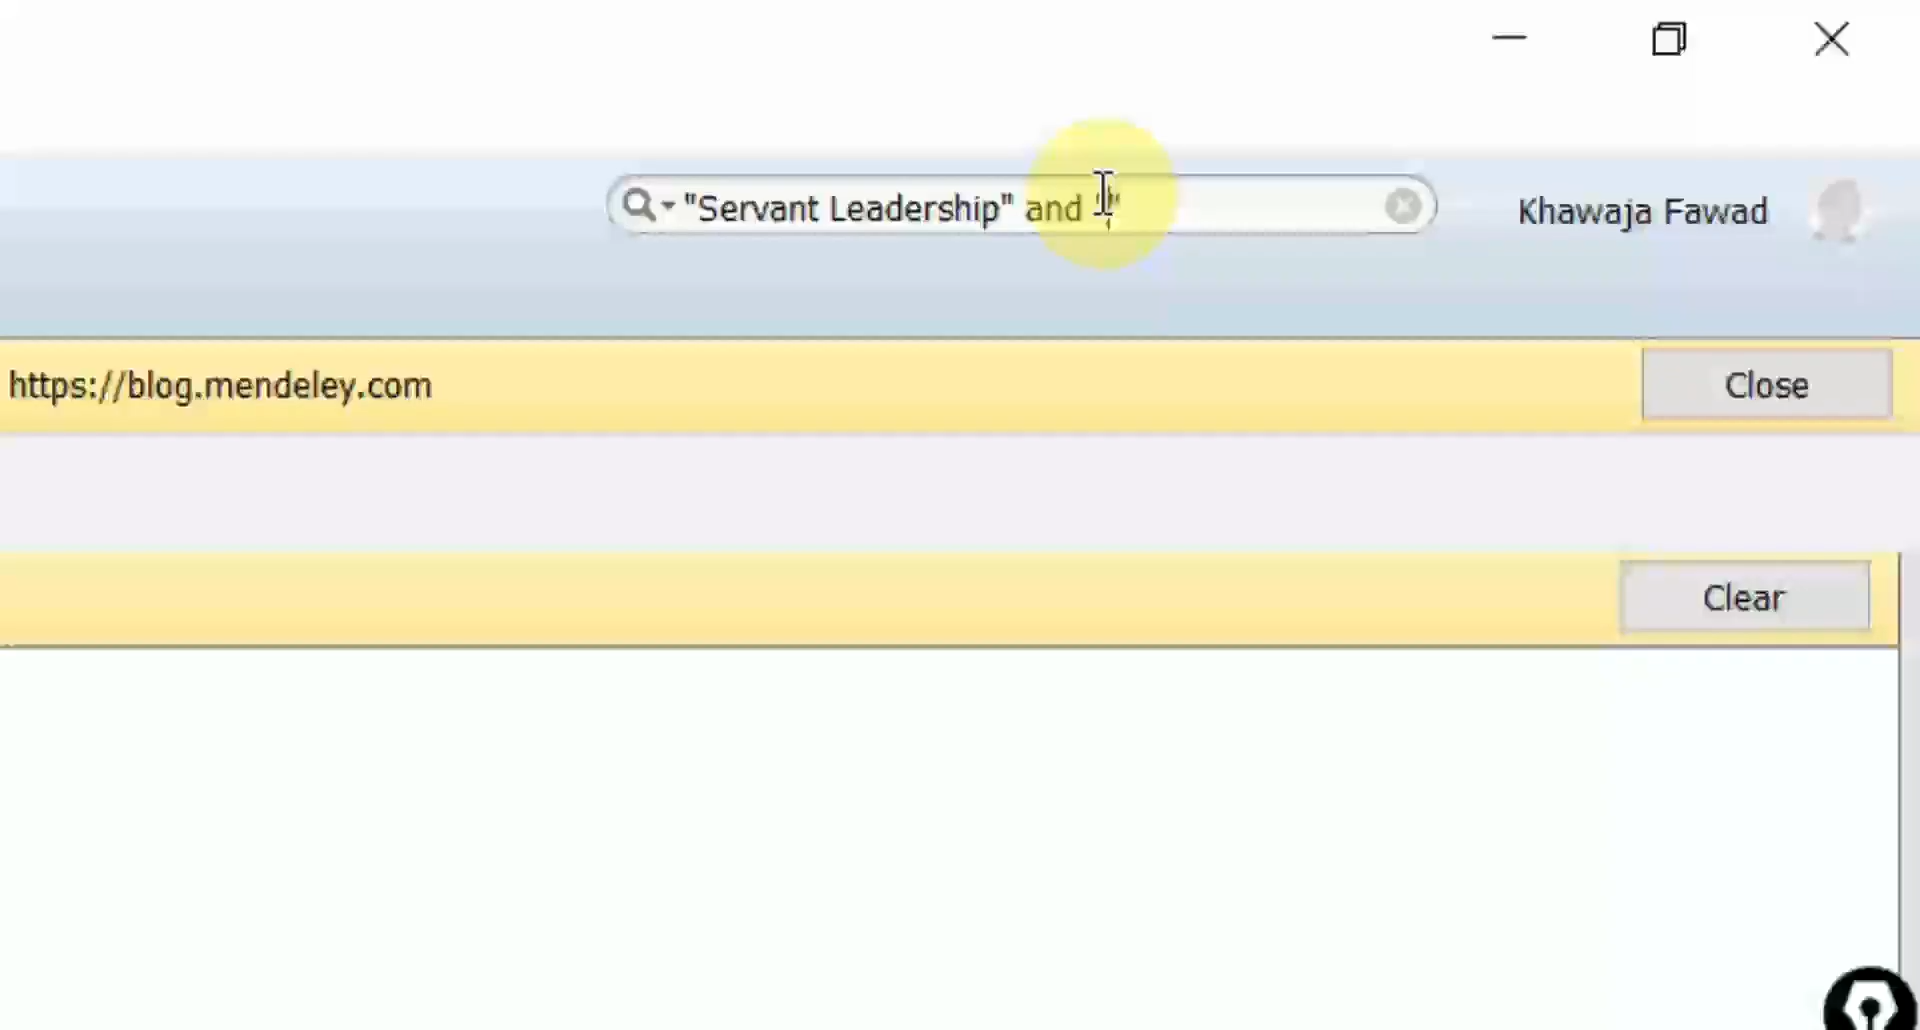 "Servant Leadership" and ""
Khawaja Fawad
https://blog.mendeley.com
Close
Clear